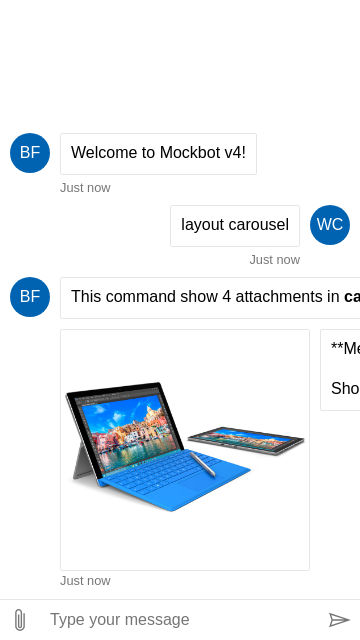 BF
Welcome to Mockbot v4!
Just now
layout carousel
WC
Just now
BF
This command show 4 attachments in ca
**Me
Sho
Just now
Type your message